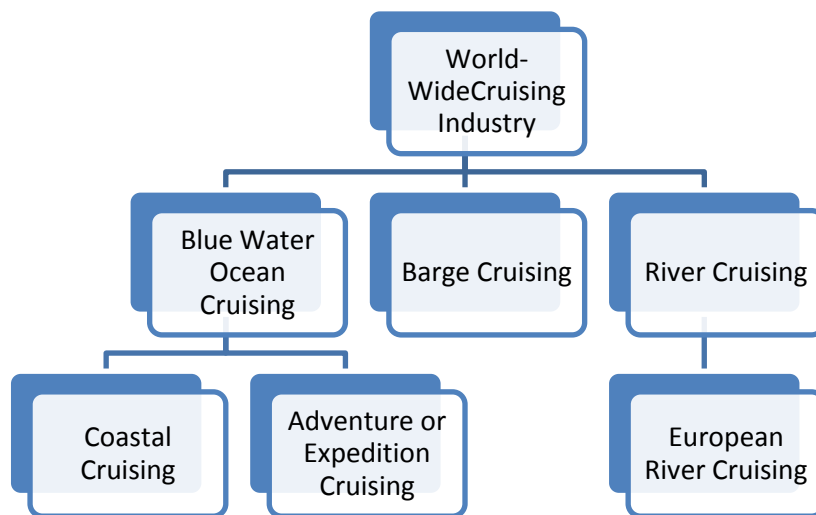 World-
WideCruising
Industry
Blue Water
Ocean
Cruising
Barge Cruising
River Cruising
Coastal
Cruising
Adventure or
Expedition
Cruising
European
River Cruising